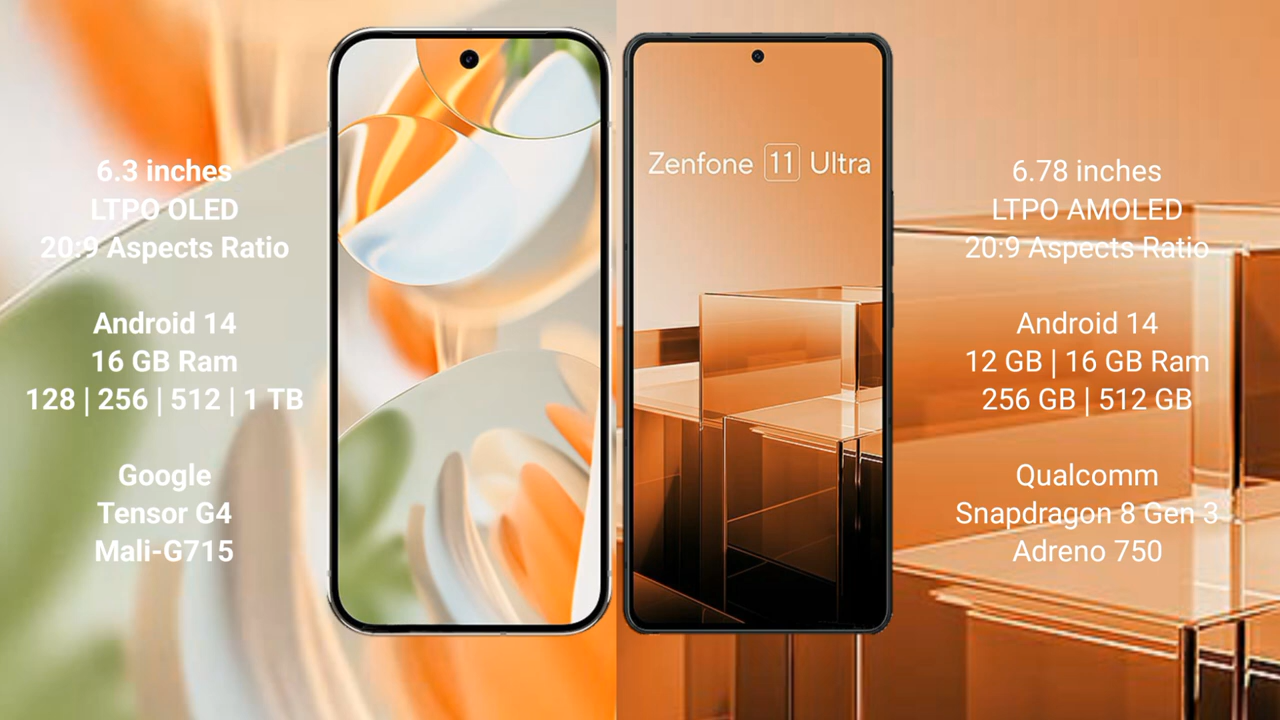 6.3 inches
LTPO OLED
20:9 Aspects Ratio
Android 14
16 GB Ram
128 | 256 | 512 | 1 TB
Google
Tensor G4
Mali-G715
Zenfone 11 Ultra
6.78 inches
LTPO AMOLED
20:9 Aspects Ratio
Android 14
12 GB | 16 GB Ram
256 GB | 512 GB
Qualcomm
Snapdragon 8 Gen 3
Adreno 750